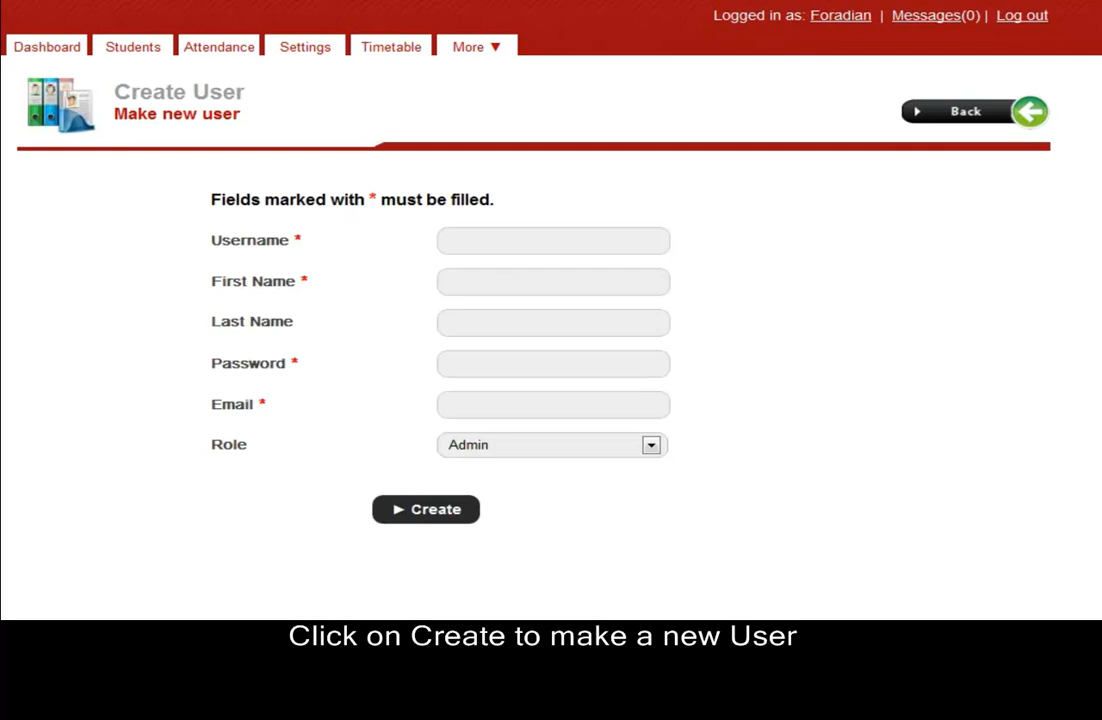 Logged in as: Foradian | Messages(0) | Log out
Dashboard Students Attendance Settings Timetable More ▼
Create User
Make new user
Back
Fields marked with * must be filled.
Username *
First Name *
Last Name
Password *
Email *
Role Admin
► Create
Click on Create to make a new User